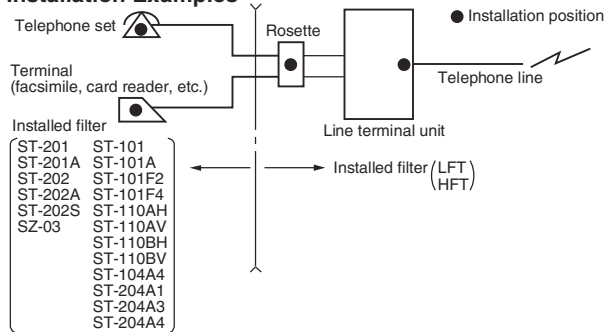 Installation Examples
Telephone set
Rosette
● Installation position
Terminal
(facsimile, card reader, etc.)
Telephone line
Line terminal unit
Installed filter
ST-201 ST-101
ST-201A ST-101A
ST-202 ST-101F2
ST-202A ST-101F4
ST-202S ST-110AH
SZ-03 ST-110AV
ST-110BH
ST-110BV
ST-104A4
ST-204A1
ST-204A3
ST-204A4
Installed filter (LFT
HFT)